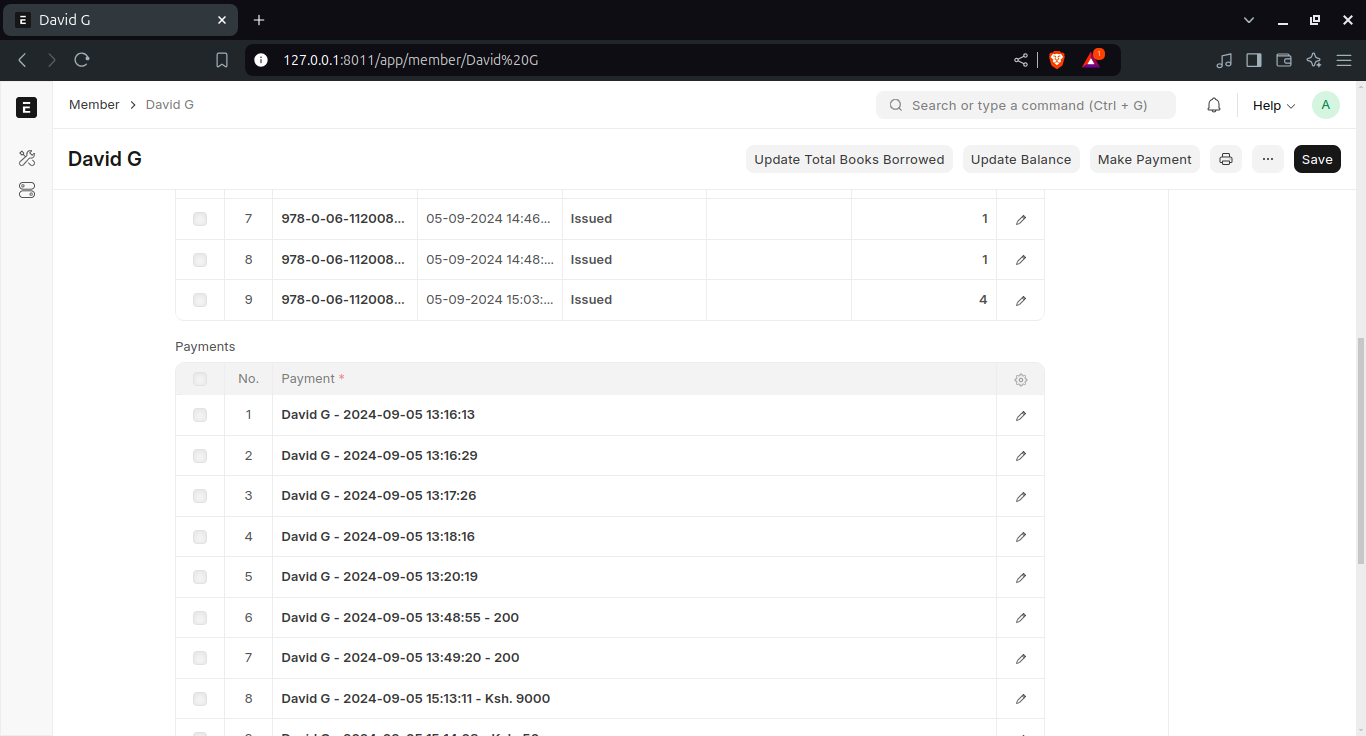 David G
127.0.0.1:8011/app/member/David%20G
1
Member > David G
Search or type a command (Ctrl + G)
Help
A
David G
Update Total Books Borrowed
Update Balance
Make Payment
...
Save
7 978-0-06-112008... 05-09-2024 14:46... Issued 1
8 978-0-06-112008... 05-09-2024 14:48:... Issued 1
9 978-0-06-112008... 05-09-2024 15:03:... Issued 4
Payments
No. Payment *
1 David G - 2024-09-05 13:16:13
2 David G - 2024-09-05 13:16:29
3 David G - 2024-09-05 13:17:26
4 David G - 2024-09-05 13:18:16
5 David G - 2024-09-05 13:20:19
6 David G - 2024-09-05 13:48:55 - 200
7 David G - 2024-09-05 13:49:20 - 200
8 David G - 2024-09-05 15:13:11 - Ksh. 9000